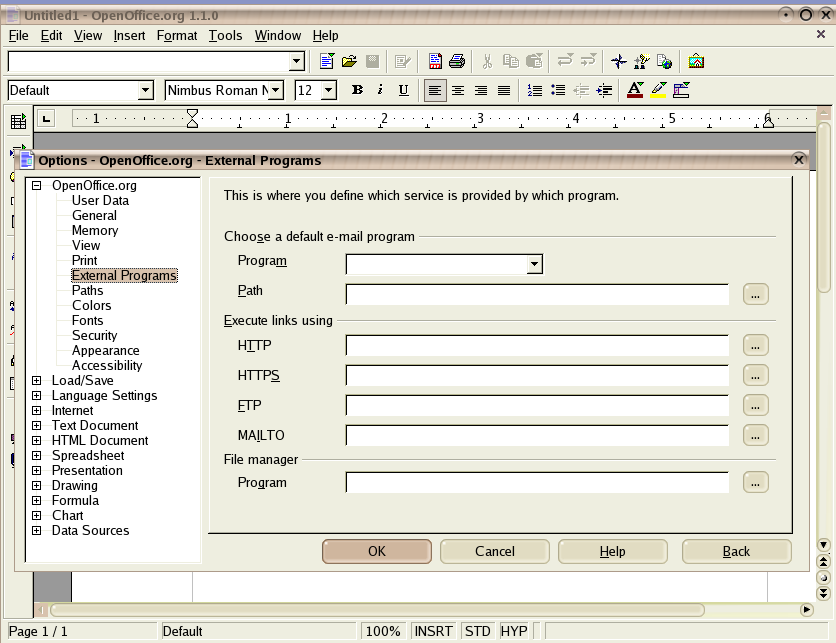 Untitled1 - OpenOffice.org 1.1.0
File Edit View Insert Format Tools Window Help
Default Nimbus Roman N 12 B i U A
1 1 2 3 4 5 6
Options - OpenOffice.org - External Programs
OpenOffice.org
User Data
General
Memory
View
Print
External Programs
Paths
Colors
Fonts
Security
Appearance
Accessibility
Load/Save
Language Settings
Internet
Text Document
HTML Document
Spreadsheet
Presentation
Drawing
Formula
Chart
Data Sources
This is where you define which service is provided by which program.
Choose a default e-mail program
Program
Path ...
Execute links using
HTTP ...
HTTPS ...
FTP ...
MAILTO ...
File manager
Program ...
OK Cancel Help Back
Page 1 / 1 Default 100% INSRT STD HYP